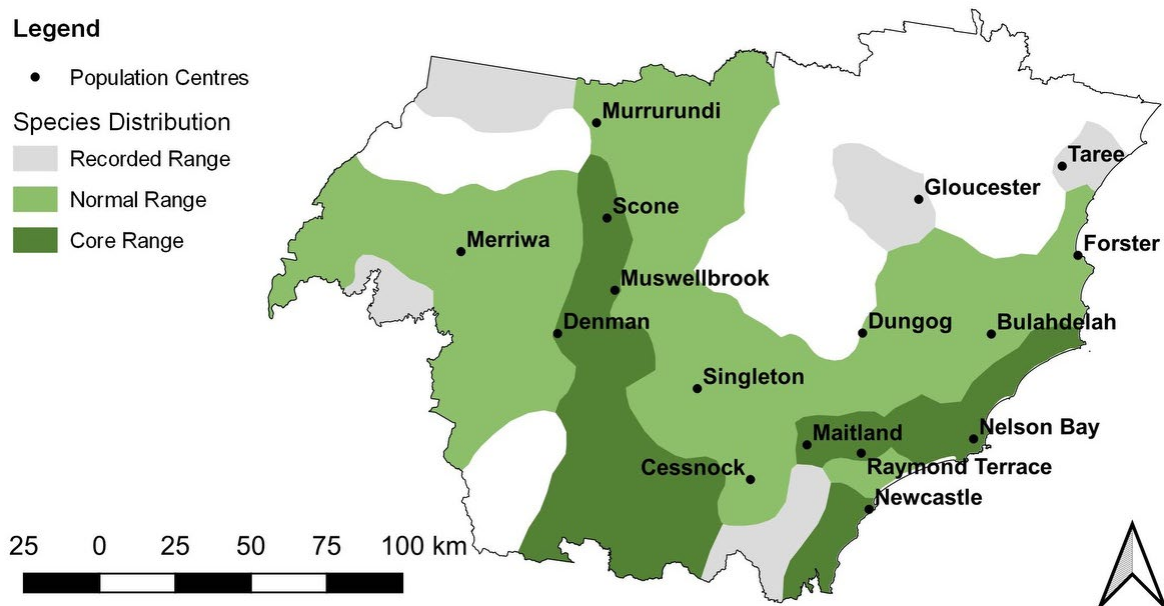 Legend
Population Centres
Species Distribution
Recorded Range
Normal Range
Core Range
Murrurundi
Taree
Gloucester
Scone
Merriwa
Forster
Muswellbrook
Denman
Dungog
Bulahdelah
Singleton
Maitland
Nelson Bay
Cessnock
Raymond Terrace
Newcastle
25 0 25 50 75 100 km